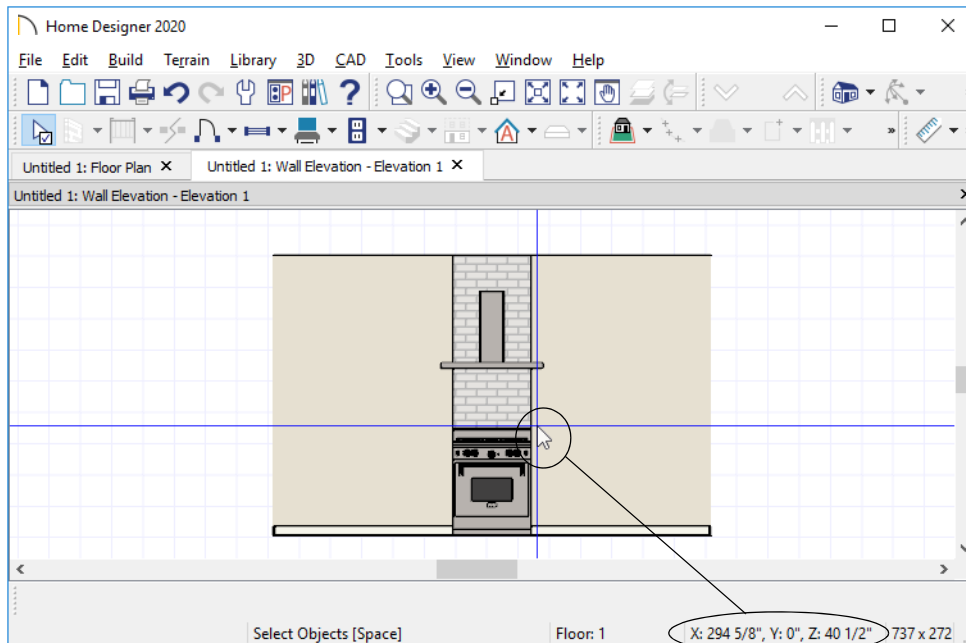 Home Designer 2020
File Edit Build Terrain Library 3D CAD Tools View Window Help
P ?
A
»
Untitled 1: Floor Plan Untitled 1: Wall Elevation - Elevation 1
Untitled 1: Wall Elevation - Elevation 1
Select Objects [Space] Floor: 1 X: 294 5/8", Y: 0", Z: 40 1/2" 737 x 272